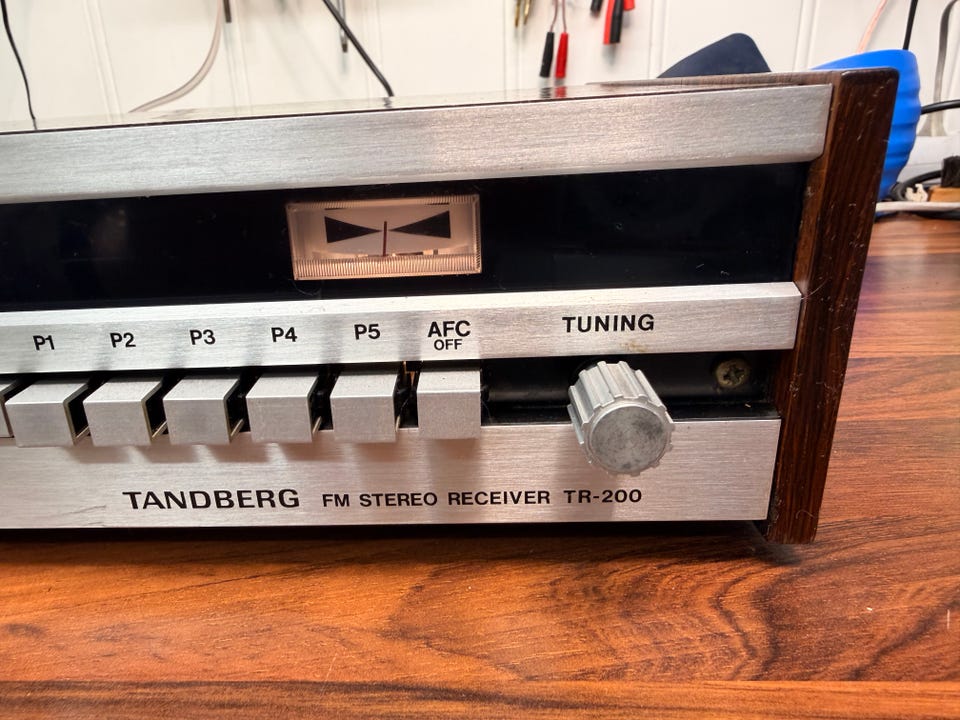 P1 P2 P3 P4 P5 AFC TUNING
OFF
TANDBERG FM STEREO RECEIVER TR-200